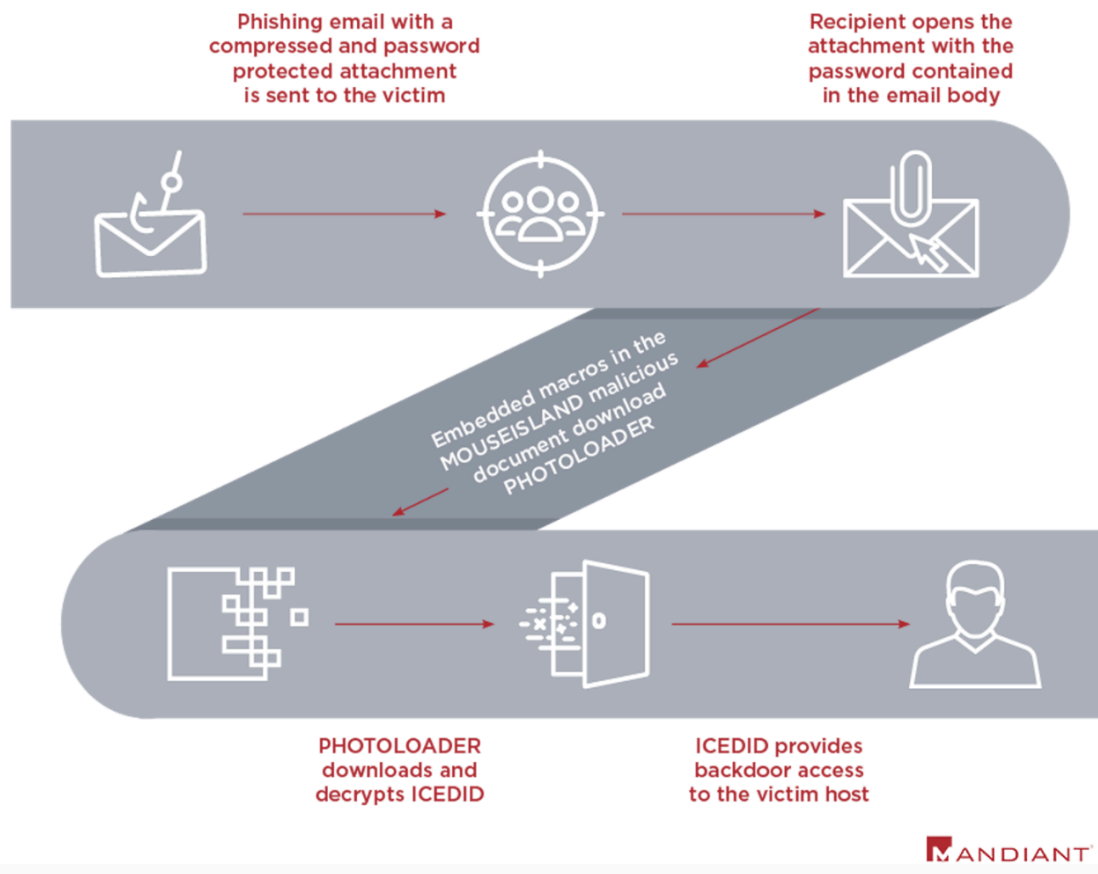 Phishing email with a
compressed and password
protected attachment
is sent to the victim
Recipient opens the
attachment with the
password contained
in the email body
Embedded macros in the
MOUSEISLAND malicious
document download
PHOTOLOADER
PHOTOLOADER
downloads and
decrypts ICEDID
ICEDID provides
backdoor access
to the victim host
MANDIANT